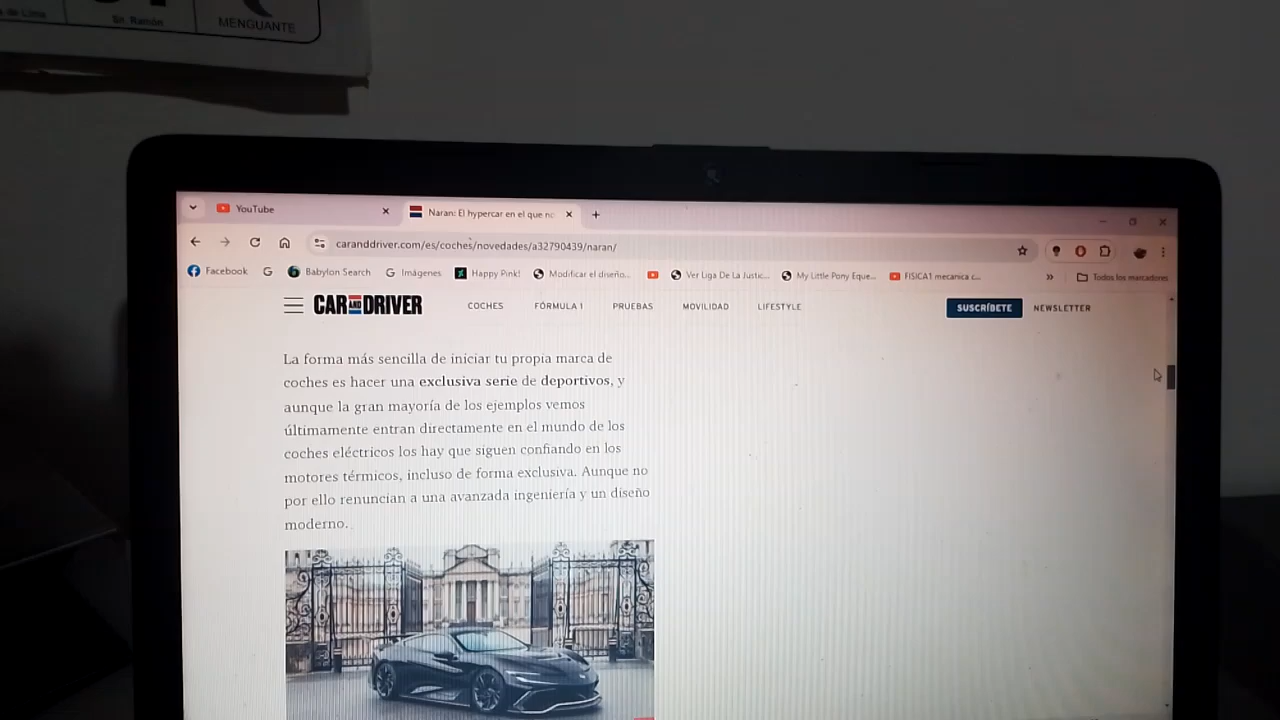 de Lima
Sr. Ramón
MENGUANTE
YouTube
Naran: El hypercar en el que no
caranddriver.com/es/coches/novedades/a32790439/naran/
Facebook
Babylon Search
Imágenes
Happy Pink!
Modificar el diseño...
Ver Liga De La Justic...
My Little Pony Eque...
FISICA1 mecanica c...
Todos los marcadores
CAR AND DRIVER
COCHES
FÓRMULA 1
PRUEBAS
MOVILIDAD
LIFESTYLE
SUSCRÍBETE
NEWSLETTER
La forma más sencilla de iniciar tu propia marca de
coches es hacer una exclusiva serie de deportivos, y
aunque la gran mayoría de los ejemplos vemos
últimamente entran directamente en el mundo de los
coches eléctricos los hay que siguen confiando en los
motores térmicos, incluso de forma exclusiva. Aunque no
por ello renuncian a una avanzada ingeniería y un diseño
moderno.